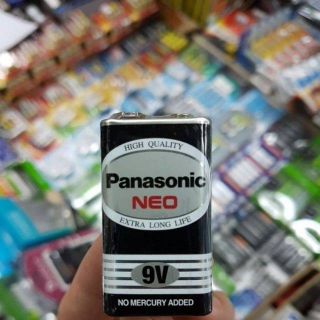 HIGH QUALITY
Panasonic
NEO
EXTRA LONG LIFE
9V
NO MERCURY ADDED